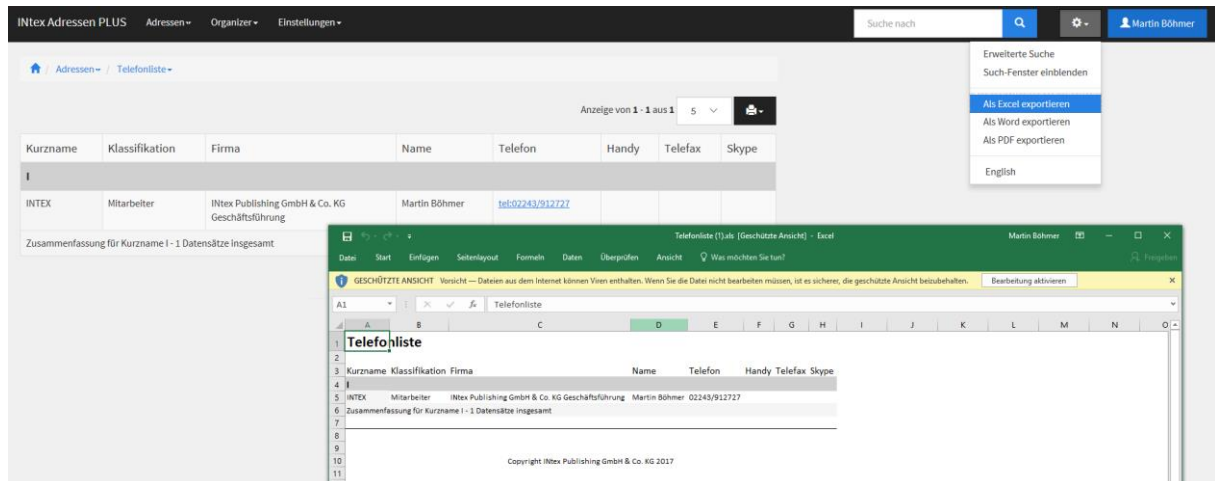 INtex Adressen PLUS Adressen Organizer Einstellungen Suche nach Martin Böhmer
Erweiterte Suche
Such-Fenster einblenden
Als Excel exportieren
Als Word exportieren
Als PDF exportieren
English
/ Adressen / Telefonliste
Anzeige von 1 - 1 aus 1 5
Kurzname Klassifikation Firma Name Telefon Handy Telefax Skype
I
INTEX Mitarbeiter INtex Publishing GmbH & Co. KG Martin Böhmer tel:02243/912727
Geschäftsführung
Zusammenfassung für Kurzname I - 1 Datensätze insgesamt
Telefonliste (1).xls [Geschützte Ansicht] - Excel Martin Böhmer
Datei Start Einfügen Seitenlayout Formeln Daten Überprüfen Ansicht Was möchten Sie tun? Freigeben
GESCHÜTZTE ANSICHT Vorsicht — Dateien aus dem Internet können Viren enthalten. Wenn Sie die Datei nicht bearbeiten müssen, ist es sicherer, die geschützte Ansicht beizubehalten. Bearbeitung aktivieren
A1 fx Telefonliste
A B C D E F G H I J K L M N O
1 Telefonliste
2
3 Kurzname Klassifikation Firma Name Telefon Handy Telefax Skype
4 I
5 INTEX Mitarbeiter INtex Publishing GmbH & Co. KG Geschäftsführung Martin Böhmer 02243/912727
6 Zusammenfassung für Kurzname I - 1 Datensätze insgesamt
7
8
9
10 Copyright INtex Publishing GmbH & Co. KG 2017
11